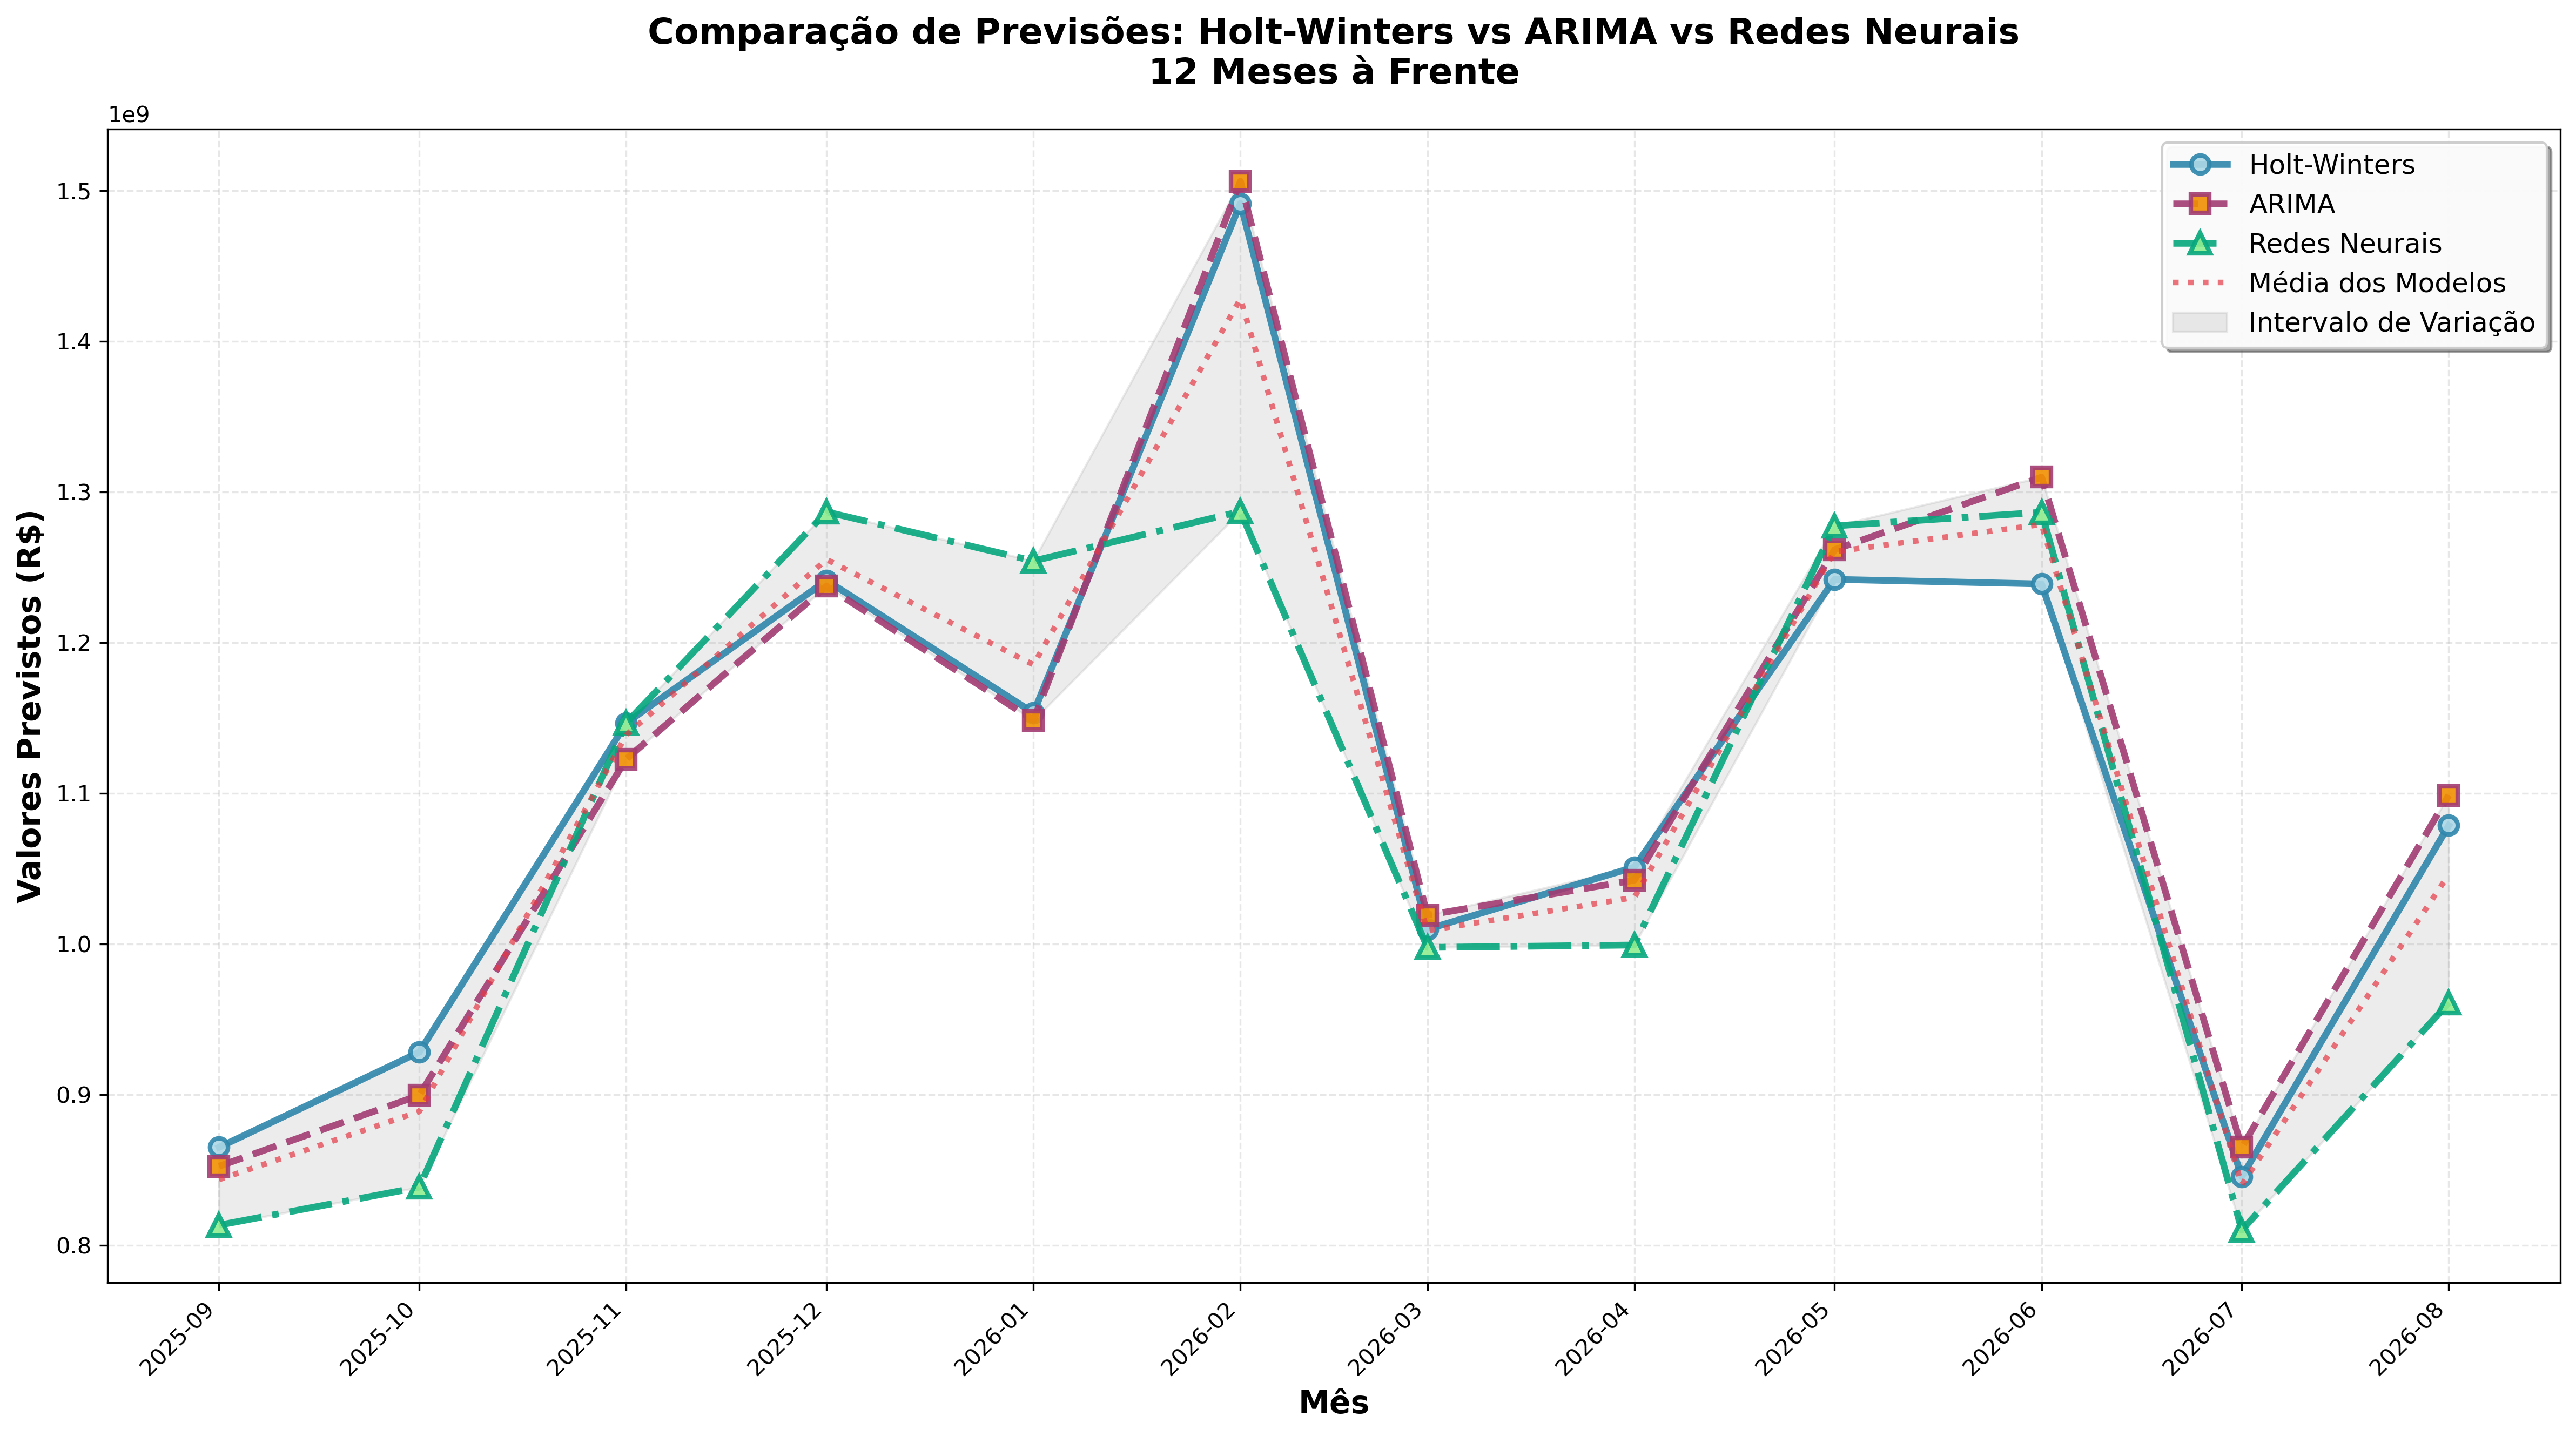 Comparação de Previsões: Holt-Winters vs ARIMA vs Redes Neurais
12 Meses à Frente
1e9
Holt-Winters
ARIMA
Redes Neurais
Média dos Modelos
Intervalo de Variação
Valores Previstos (R$)
1.5
1.4
1.3
1.2
1.1
1.0
0.9
0.8
2025-09
2025-10
2025-11
2025-12
2026-01
2026-02
2026-03
2026-04
2026-05
2026-06
2026-07
2026-08
Mês